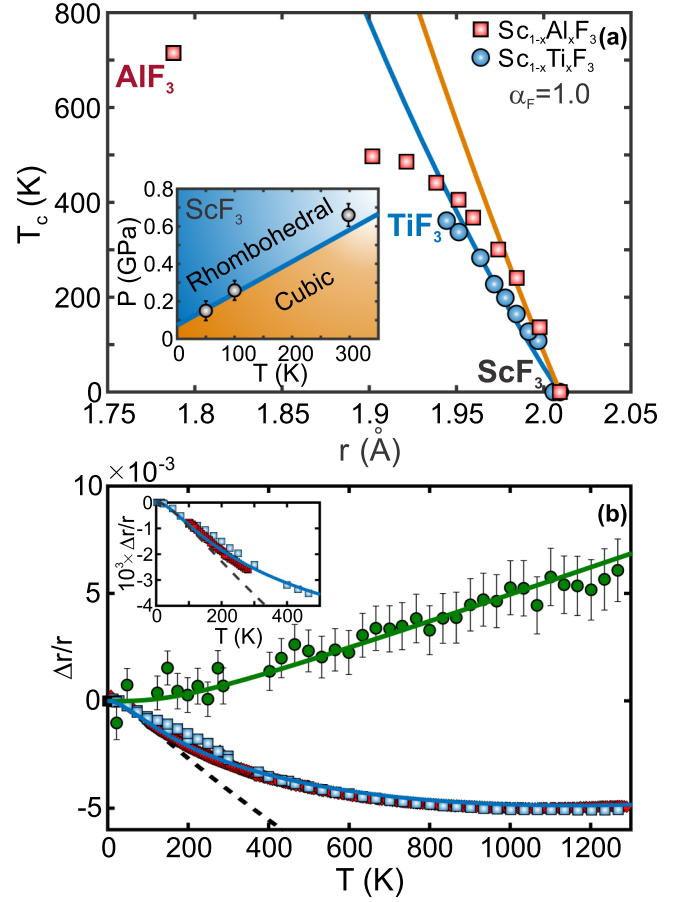 800
600
400
200
0
T_c (K)
1.75
1.8
1.85
1.9
1.95
2.0
2.05
r (Å)
Sc₁₋ₓAlₓF₃
(a)
Sc₁₋ₓTiₓF₃
α_F=1.0
AlF₃
TiF₃
ScF₃
0.8
0.6
0.4
0.2
0
P (GPa)
ScF₃
Rhombohedral
Cubic
0
100
200
300
T (K)
×10⁻³
10
5
0
-5
Δr/r
(b)
0
-1
-2
-3
-4
10³×Δr/r
0
200
400
T (K)
0
200
400
600
800
1000
1200
T (K)